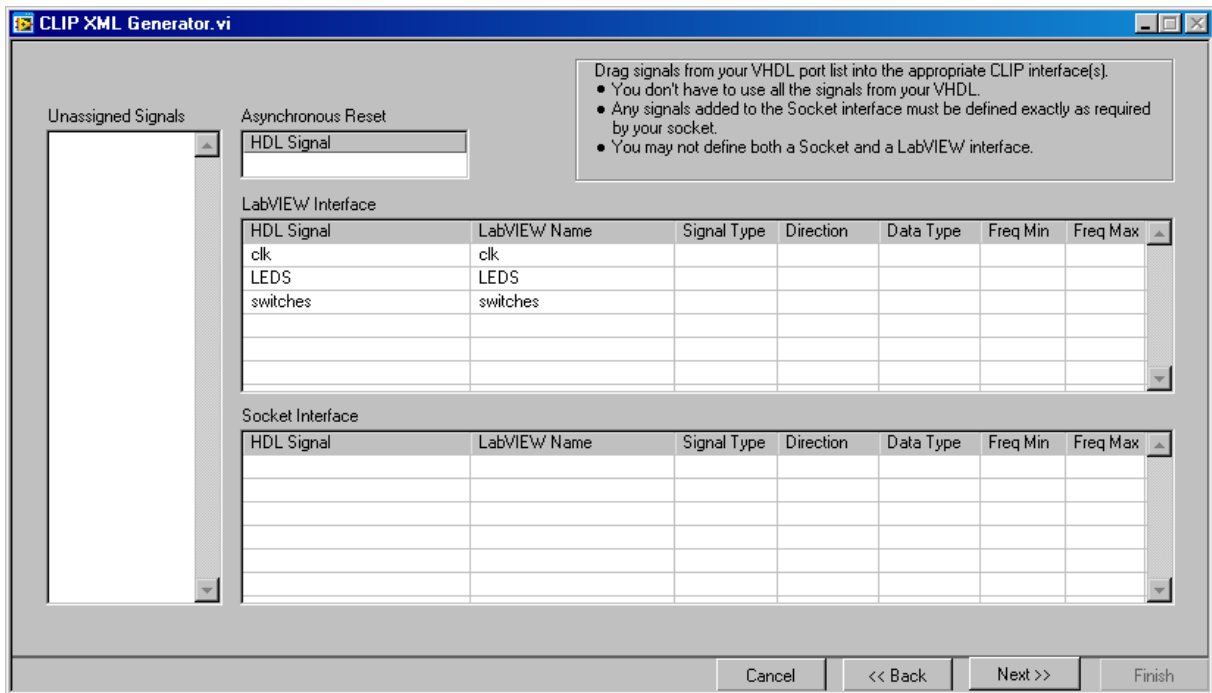 CLIP XML Generator.vi
Drag signals from your VHDL port list into the appropriate CLIP interface(s).
• You don't have to use all the signals from your VHDL.
• Any signals added to the Socket interface must be defined exactly as required
by your socket.
• You may not define both a Socket and a LabVIEW interface.
Unassigned Signals
Asynchronous Reset
HDL Signal
LabVIEW Interface
HDL Signal LabVIEW Name Signal Type Direction Data Type Freq Min Freq Max
clk clk
LEDS LEDS
switches switches
Socket Interface
HDL Signal LabVIEW Name Signal Type Direction Data Type Freq Min Freq Max
Cancel << Back Next >> Finish